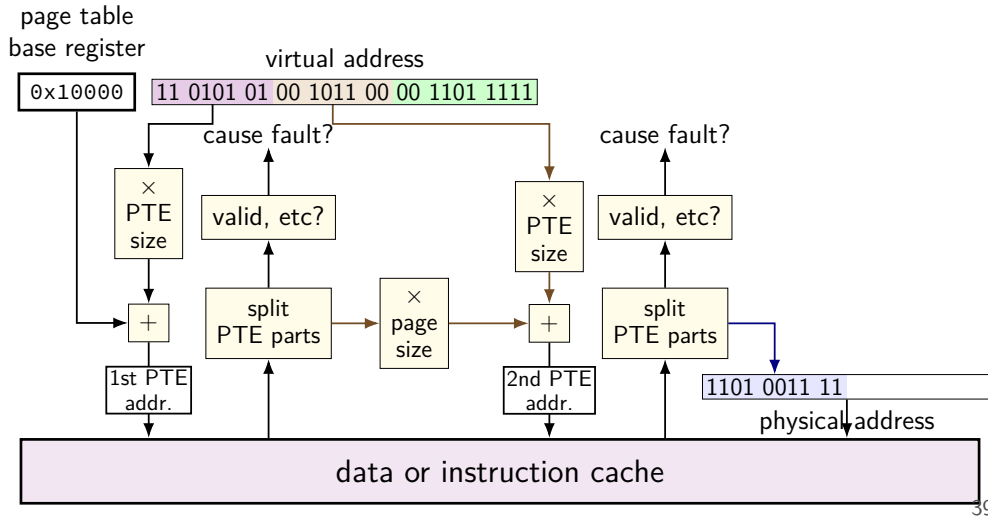 page table
base register
virtual address
0x10000
11 0101 01 00 1011 00 00 1101 1111
cause fault?
cause fault?
×
PTE
size
valid, etc?
×
PTE
size
valid, etc?
+
split
PTE parts
×
page
size
+
split
PTE parts
1st PTE
addr.
2nd PTE
addr.
1101 0011 11
physical address
data or instruction cache
39